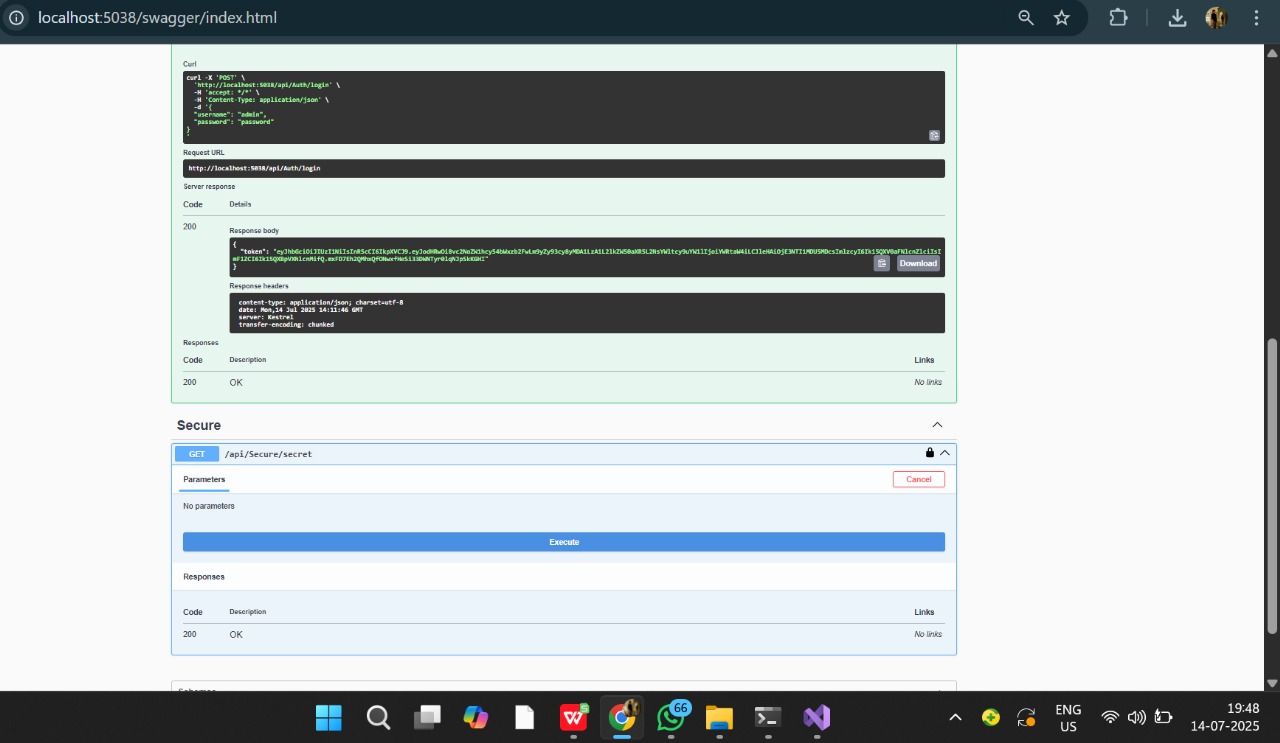 localhost:5038/swagger/index.html
Curl
curl -X 'POST' \
'http://localhost:5038/api/Auth/login' \
-H 'accept: */*' \
-H 'Content-Type: application/json' \
-d '{
"username": "admin",
"password": "password"
}
'
Request URL
http://localhost:5038/api/Auth/login
Server response
Code Details
200
Response body
{
"token":
}
Download
Response headers
content-type: application/json; charset=utf-8
date: Mon,14 Jul 2025 14:11:46 GMT
server: Kestrel
transfer-encoding: chunked
Responses
Code Description Links
200 OK No links
Secure
GET /api/Secure/secret
Parameters Cancel
No parameters
Execute
Responses
Code Description Links
200 OK No links
Schemas
66
ENG
US
19:48
14-07-2025